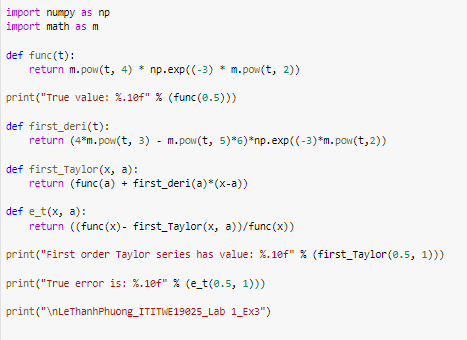 import numpy as np
import math as m
def func(t):
    return m.pow(t, 4) * np.exp((-3) * m.pow(t, 2))
print("True value: %.10f" % (func(0.5)))
def first_deri(t):
    return (4*m.pow(t, 3) - m.pow(t, 5)*6)*np.exp((-3)*m.pow(t,2))
def first_Taylor(x, a):
    return (func(a) + first_deri(a)*(x-a))
def e_t(x, a):
    return ((func(x)- first_Taylor(x, a))/func(x))
print("First order Taylor series has value: %.10f" % (first_Taylor(0.5, 1)))
print("True error is: %.10f" % (e_t(0.5, 1)))
print("\nLeThanhPhuong_ITITWE19025_Lab 1_Ex3")